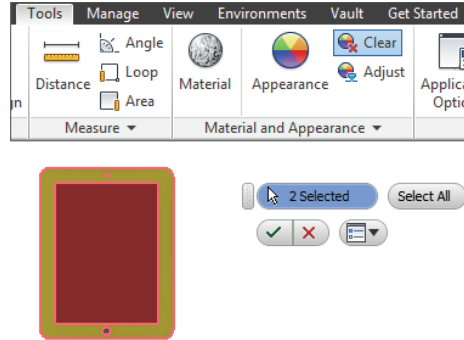 Tools Manage View Environments Vault Get Started
Angle
Clear
Loop
Adjust
Distance
Material
Appearance
Area
Measure
Material and Appearance
2 Selected
Select All